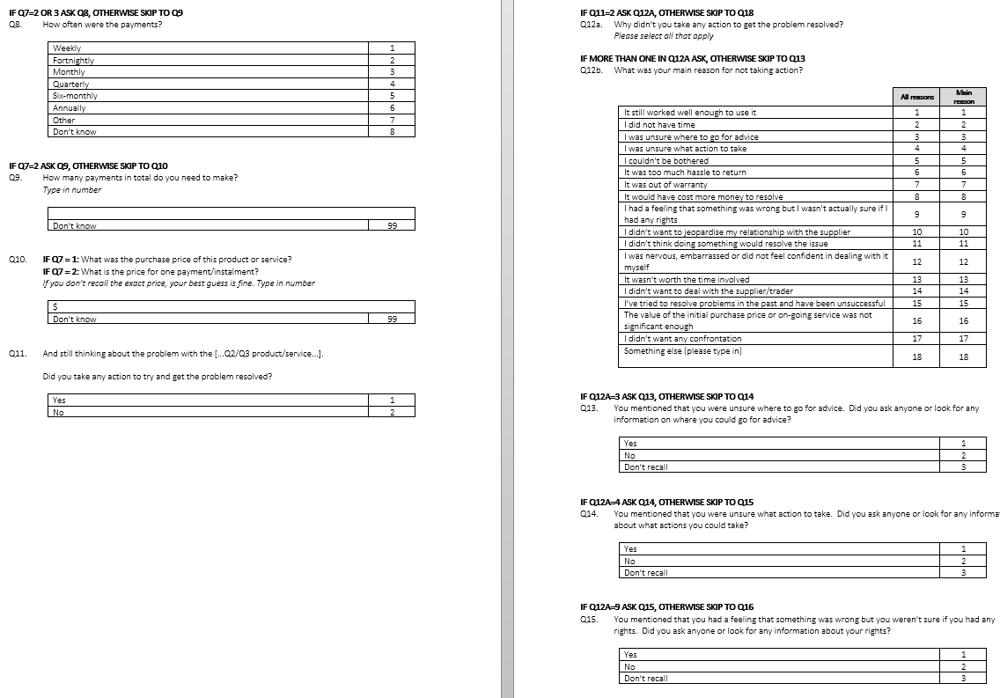 IF Q7=2 OR 3 ASK Q8, OTHERWISE SKIP TO Q9
Q8. How often were the payments?
Weekly 1
Fortnightly 2
Monthly 3
Quarterly 4
Six-monthly 5
Annually 6
Other 7
Don't know 8
IF Q7=2 ASK Q9, OTHERWISE SKIP TO Q10
Q9. How many payments in total do you need to make?
Type in number
Don't know 99
Q10. IF Q7 = 1: What was the purchase price of this product or service?
IF Q7 = 2: What is the price for one payment/instalment?
If you don't recall the exact price, your best guess is fine. Type in number
$
Don't know 99
Q11. And still thinking about the problem with the [...Q2/Q3 product/service...].
Did you take any action to try and get the problem resolved?
Yes 1
No 2
IF Q11=2 ASK Q12A, OTHERWISE SKIP TO Q18
Q12a. Why didn't you take any action to get the problem resolved?
Please select all that apply
IF MORE THAN ONE IN Q12A ASK, OTHERWISE SKIP TO Q13
Q12b. What was your main reason for not taking action?
All reasons Main
reason
It still worked well enough to use it 1 1
I did not have time 2 2
I was unsure where to go for advice 3 3
I was unsure what action to take 4 4
I couldn't be bothered 5 5
It was too much hassle to return 6 6
It was out of warranty 7 7
It would have cost more money to resolve 8 8
I had a feeling that something was wrong but I wasn't actually sure if I
had any rights 9 9
I didn't want to jeopardise my relationship with the supplier 10 10
I didn't think doing something would resolve the issue 11 11
I was nervous, embarrassed or did not feel confident in dealing with it
myself 12 12
It wasn't worth the time involved 13 13
I didn't want to deal with the supplier/trader 14 14
I've tried to resolve problems in the past and have been unsuccessful 15 15
The value of the initial purchase price or on-going service was not
significant enough 16 16
I didn't want any confrontation 17 17
Something else (please type in) 18 18
IF Q12A=3 ASK Q13, OTHERWISE SKIP TO Q14
Q13. You mentioned that you were unsure where to go for advice. Did you ask anyone or look for any
information on where you could go for advice?
Yes 1
No 2
Don't recall 3
IF Q12A=4 ASK Q14, OTHERWISE SKIP TO Q15
Q14. You mentioned that you were unsure what action to take. Did you ask anyone or look for any informa
about what actions you could take?
Yes 1
No 2
Don't recall 3
IF Q12A=9 ASK Q15, OTHERWISE SKIP TO Q16
Q15. You mentioned that you had a feeling that something was wrong but you weren't sure if you had any
rights. Did you ask anyone or look for any information about your rights?
Yes 1
No 2
Don't recall 3